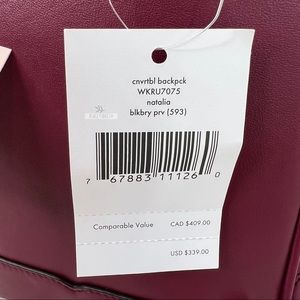 cnvrtbl backpck
WKRU7075
natalia
blkbry prv (593)
7 67883 11126 0
Comparable Value CAD $409.00
USD $339.00